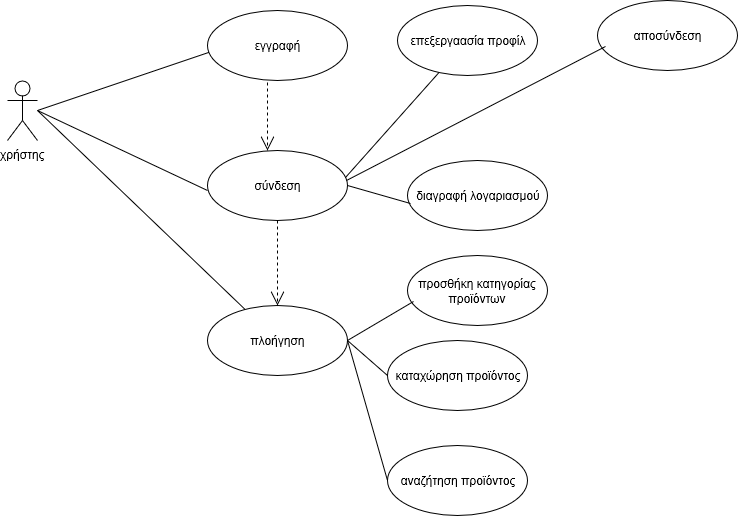 εγγραφή
επεξεργαασία προφίλ
αποσύνδεση
χρήστης
σύνδεση
διαγραφή λογαριασμού
προσθήκη κατηγορίας
προϊόντων
πλοήγηση
καταχώρηση προϊόντος
αναζήτηση προϊόντος